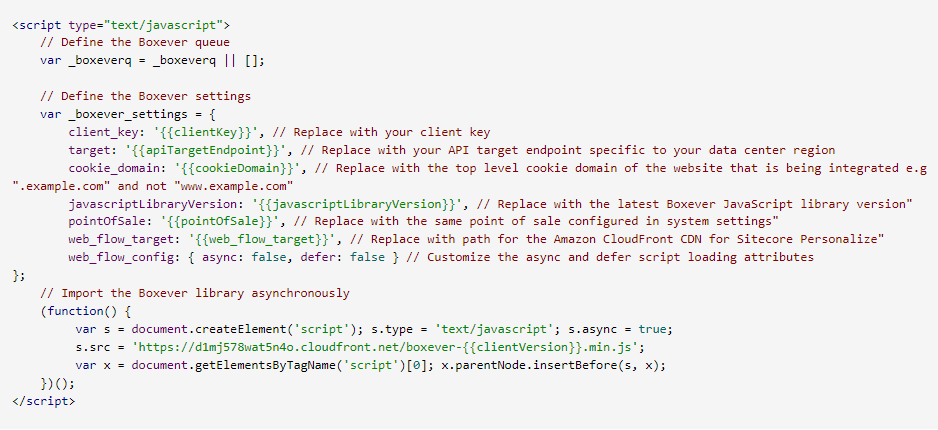 <script type="text/javascript">
    // Define the Boxever queue
    var _boxeverq = _boxeverq || [];

    // Define the Boxever settings
    var _boxever_settings = {
        client_key: '{{clientKey}}', // Replace with your client key
        target: '{{apiTargetEndpoint}}', // Replace with your API target endpoint specific to your data center region
        cookie_domain: '{{cookieDomain}}', // Replace with the top level cookie domain of the website that is being integrated e.g
".example.com" and not "www.example.com"
        javascriptLibraryVersion: '{{javascriptLibraryVersion}}', // Replace with the latest Boxever JavaScript library version"
        pointOfSale: '{{pointOfSale}}', // Replace with the same point of sale configured in system settings"
        web_flow_target: '{{web_flow_target}}', // Replace with path for the Amazon CloudFront CDN for Sitecore Personalize"
        web_flow_config: { async: false, defer: false } // Customize the async and defer script loading attributes
};
    // Import the Boxever library asynchronously
    (function() {
         var s = document.createElement('script'); s.type = 'text/javascript'; s.async = true;
         s.src = 'https://d1mj578wat5n4o.cloudfront.net/boxever-{{clientVersion}}.min.js';
         var x = document.getElementsByTagName('script')[0]; x.parentNode.insertBefore(s, x);
    })();
</script>